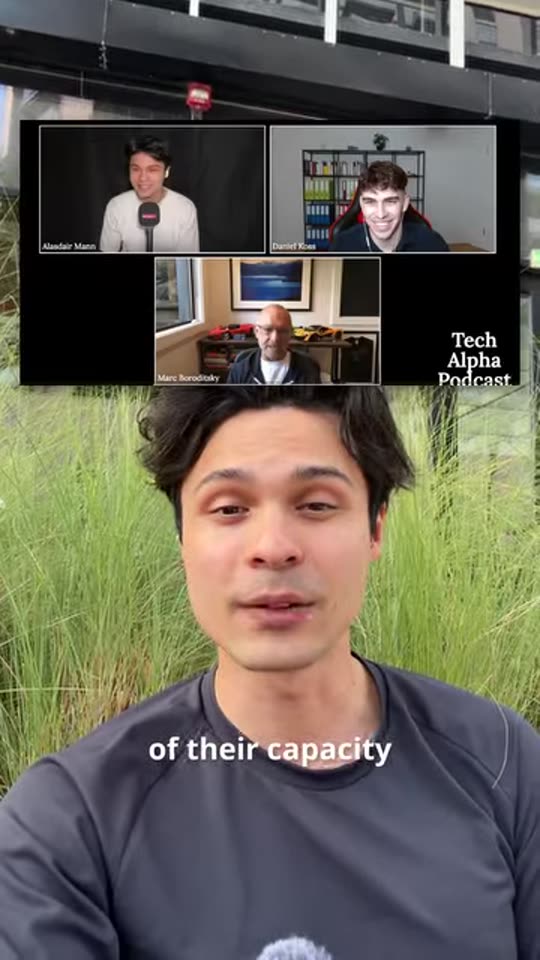 Alasdair Mann
Daniel Koss
Marc Boroditsky
Tech
Alpha
Podcast
of their capacity